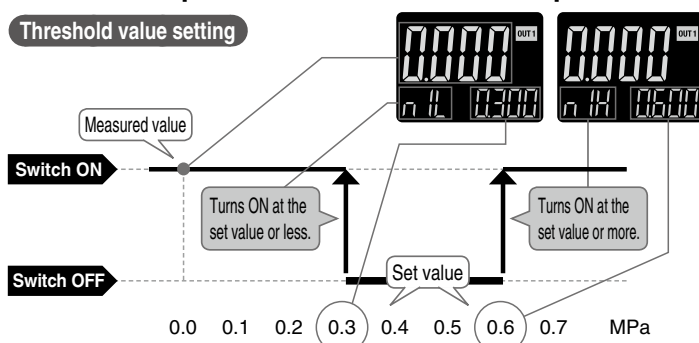 Threshold value setting
0.000
OUT1
n 1L
0.300
0.000
OUT1
n 1H
0.600
Measured value
Switch ON
Turns ON at the
set value or less.
Turns ON at the
set value or more.
Switch OFF
Set value
0.0 0.1 0.2 0.3 0.4 0.5 0.6 0.7 MPa